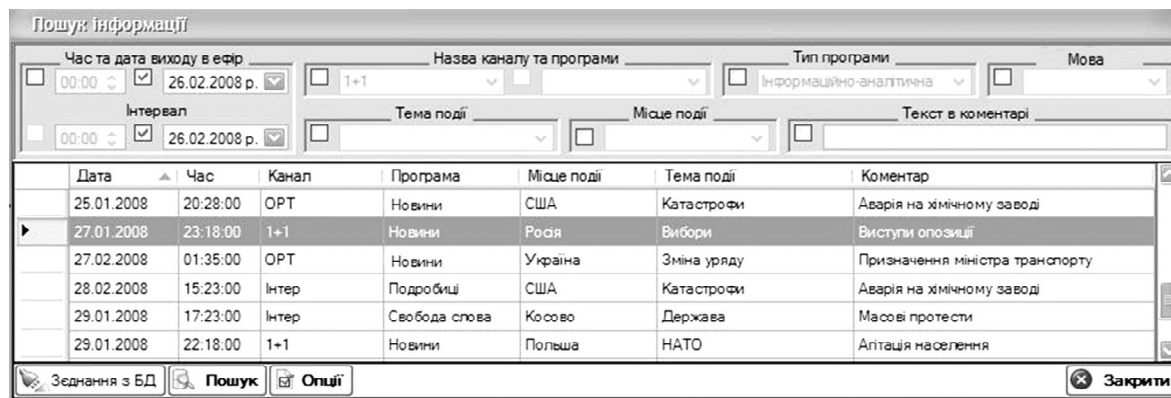 Пошук інформації
Час та дата виходу в ефір Назва каналу та програми Тип програми Мова
00:00 26.02.2008 р. 1+1 Інформаційно-аналітична
Інтервал Тема події Місце події Текст в коментарі
00:00 26.02.2008 р.
Дата Час Канал Програма Місце події Тема події Коментар
25.01.2008 20:28:00 ОРТ Новини США Катастрофи Аварія на хімічному заводі
27.01.2008 23:18:00 1+1 Новини Росія Вибори Виступи опозиції
27.02.2008 01:35:00 ОРТ Новини Україна Зміна уряду Призначення міністра транспорту
28.02.2008 15:23:00 Інтер Подробиці США Катастрофи Аварія на хімічному заводі
29.01.2008 17:23:00 Інтер Свобода слова Косово Держава Масові протести
29.01.2008 22:18:00 1+1 Новини Польша НАТО Агітація населення
Зєднання з БД Пошук Опції Закрити